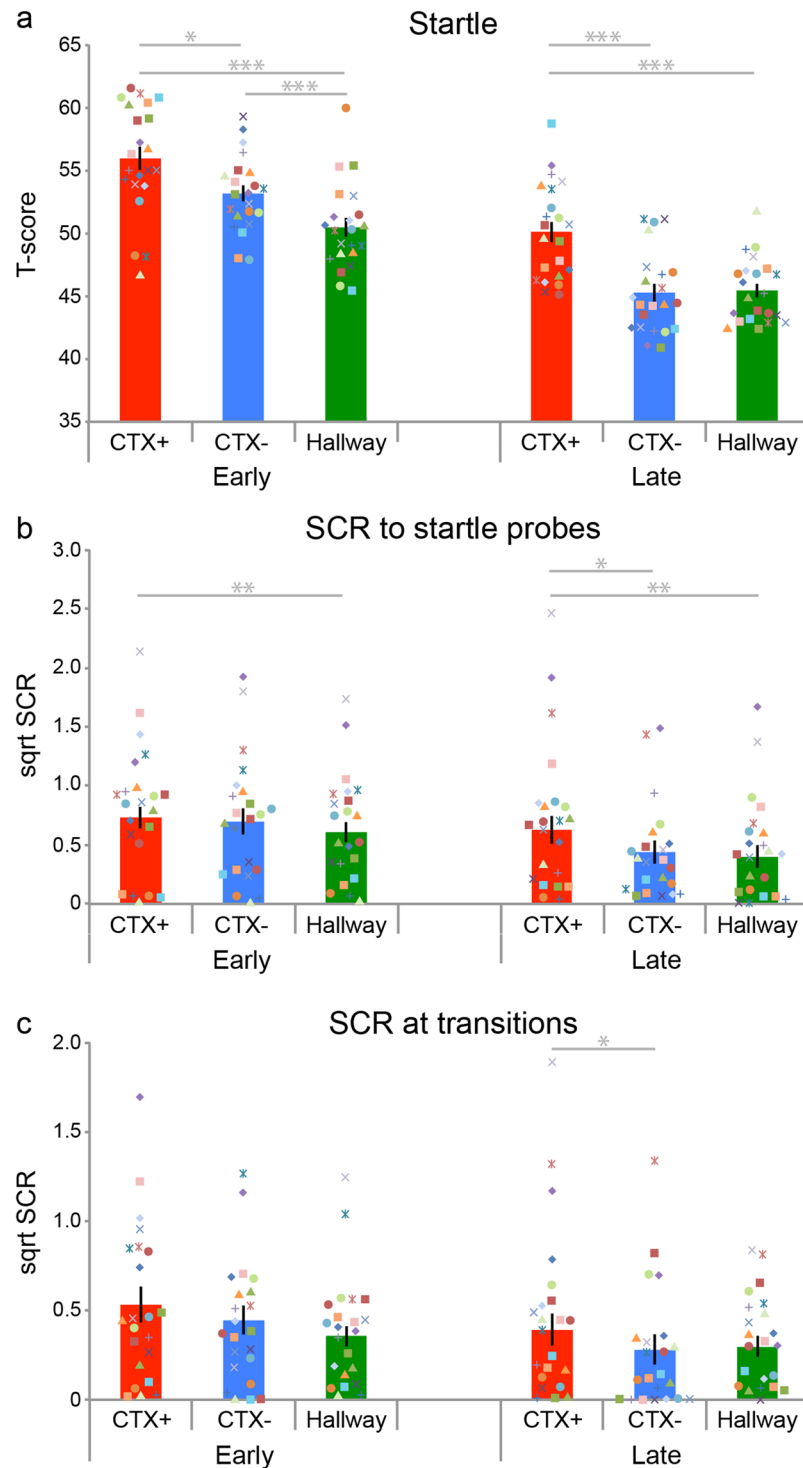 a
Startle
*
***
***
***
***
65
60
55
50
45
40
35
T-score
CTX+ CTX- Hallway CTX+ CTX- Hallway
Early Late
b
SCR to startle probes
**
*
**
3.0
2.5
2.0
1.5
1.0
0.5
0
sqrt SCR
CTX+ CTX- Hallway CTX+ CTX- Hallway
Early Late
c
SCR at transitions
*
2.0
1.5
1.0
0.5
0
sqrt SCR
CTX+ CTX- Hallway CTX+ CTX- Hallway
Early Late